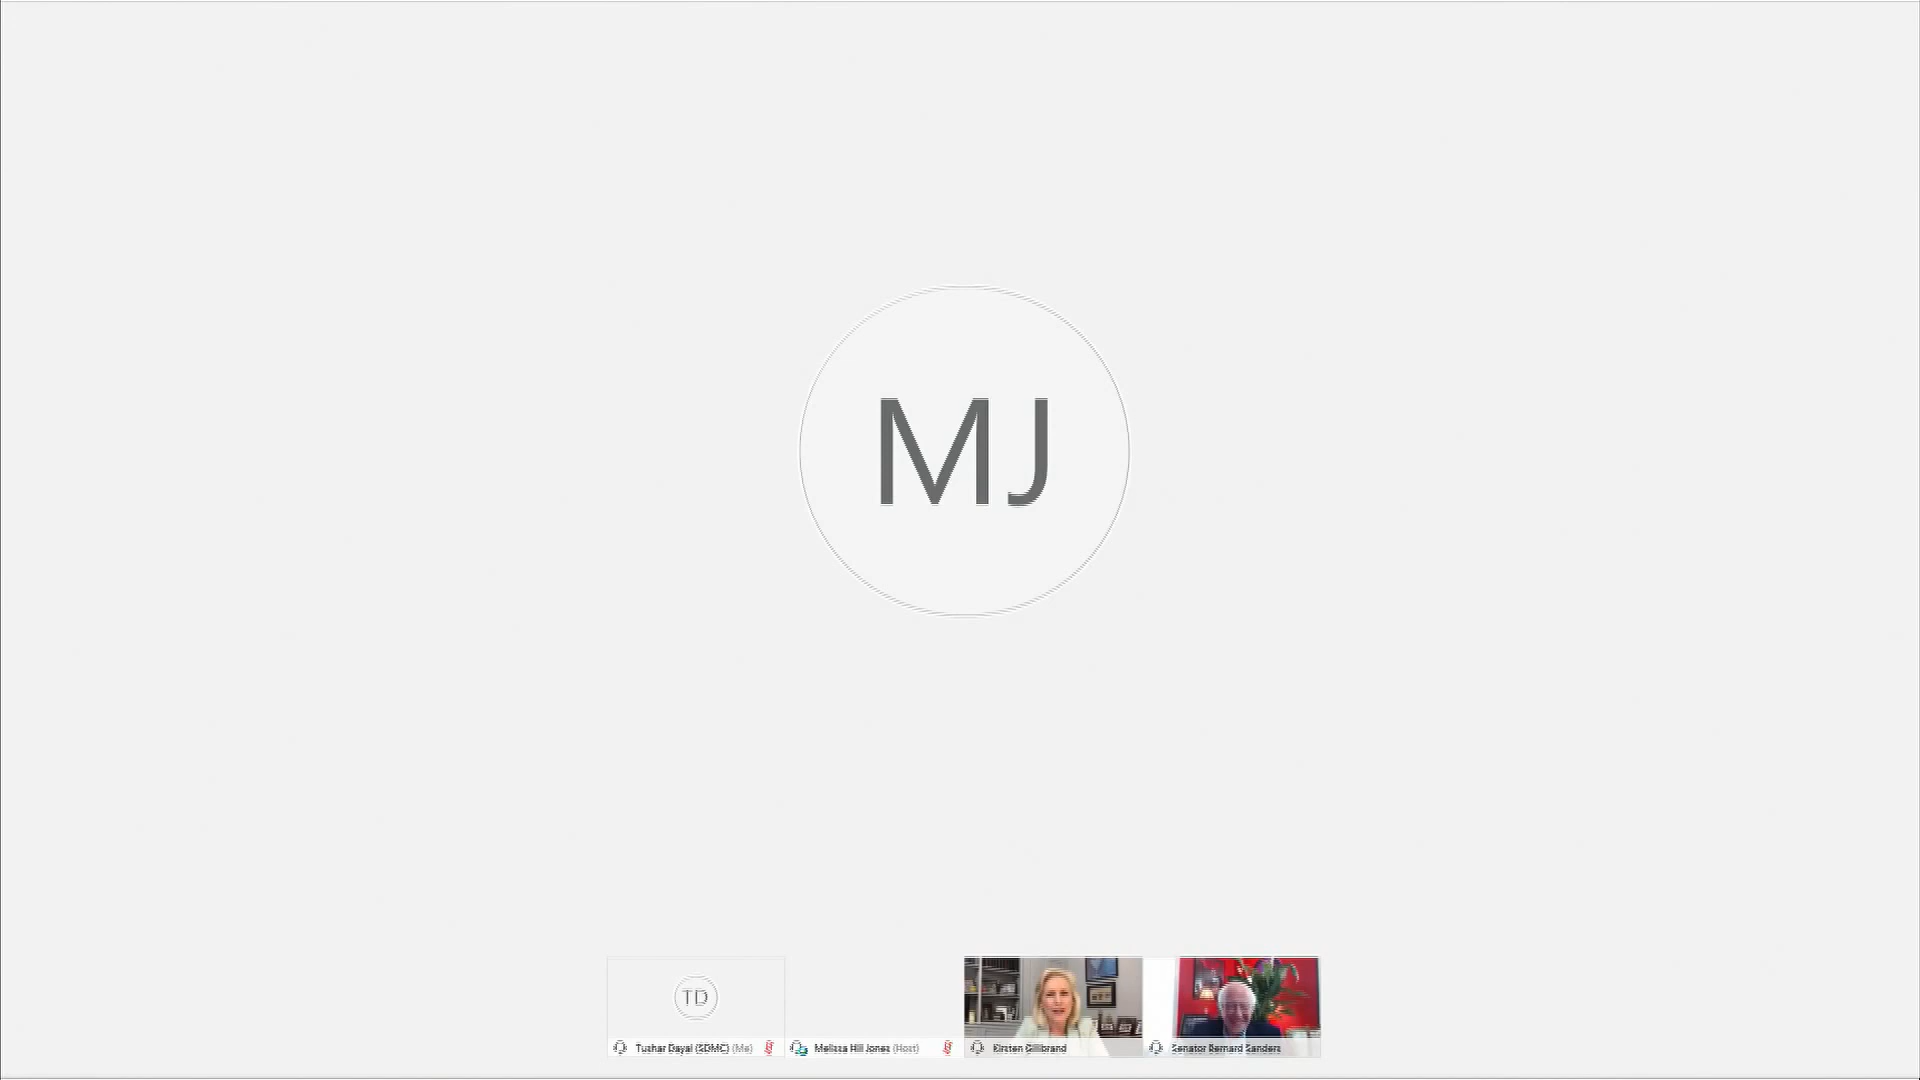 MJ
TD
Tushar Dayal (SDMC) (Me)
Melissa Hill Jones (Host)
Kirsten Gillibrand
Senator Bernard Sanders